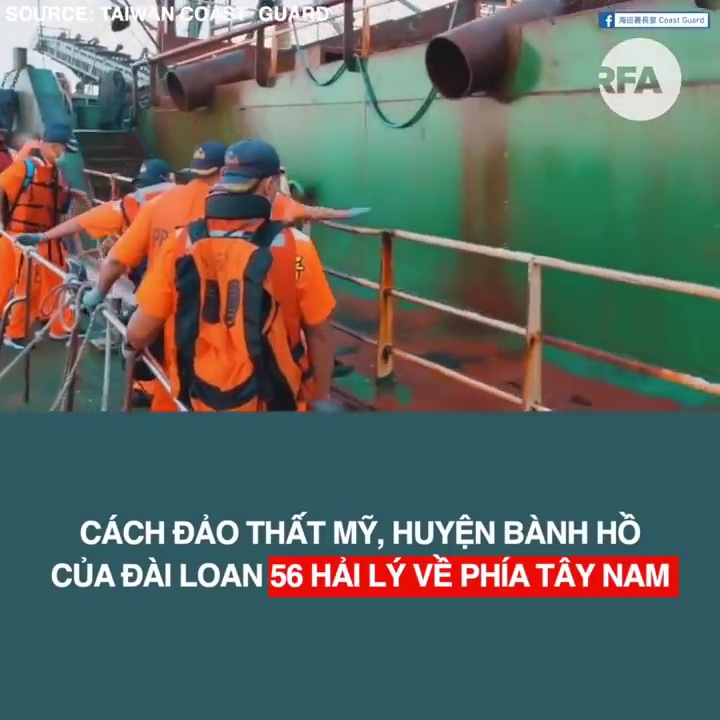 SOURCE: TAIWAN COAST GUARD
海巡署長室 Coast Guard
RFA
CÁCH ĐẢO THẤT MỸ, HUYỆN BÀNH HỒ
CỦA ĐÀI LOAN 56 HẢI LÝ VỀ PHÍA TÂY NAM